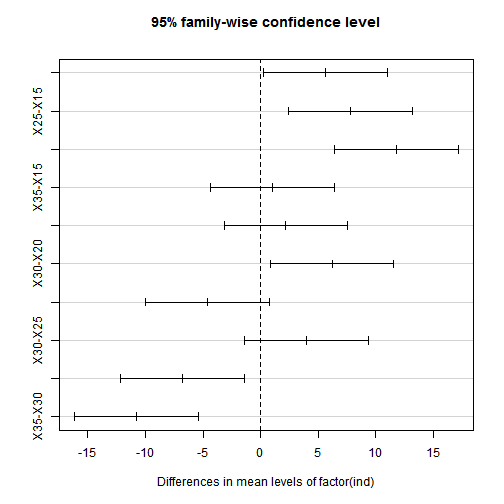 95% family-wise confidence level
X25-X15
X35-X15
X30-X20
X30-X25
X35-X30
-15 -10 -5 0 5 10 15
Differences in mean levels of factor(ind)